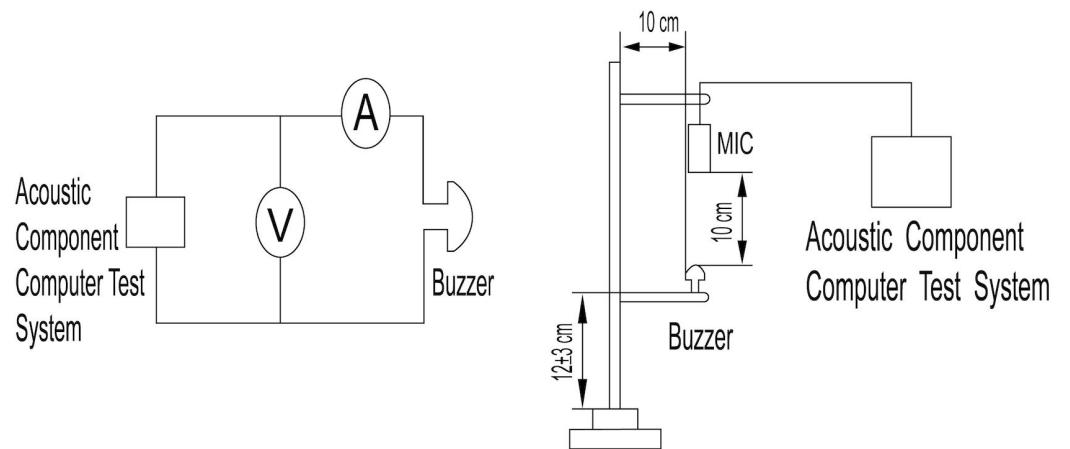 A
V
Acoustic
Component
Computer Test
System
Buzzer
10 cm
MIC
10 cm
Acoustic Component
Computer Test System
Buzzer
12±3 cm